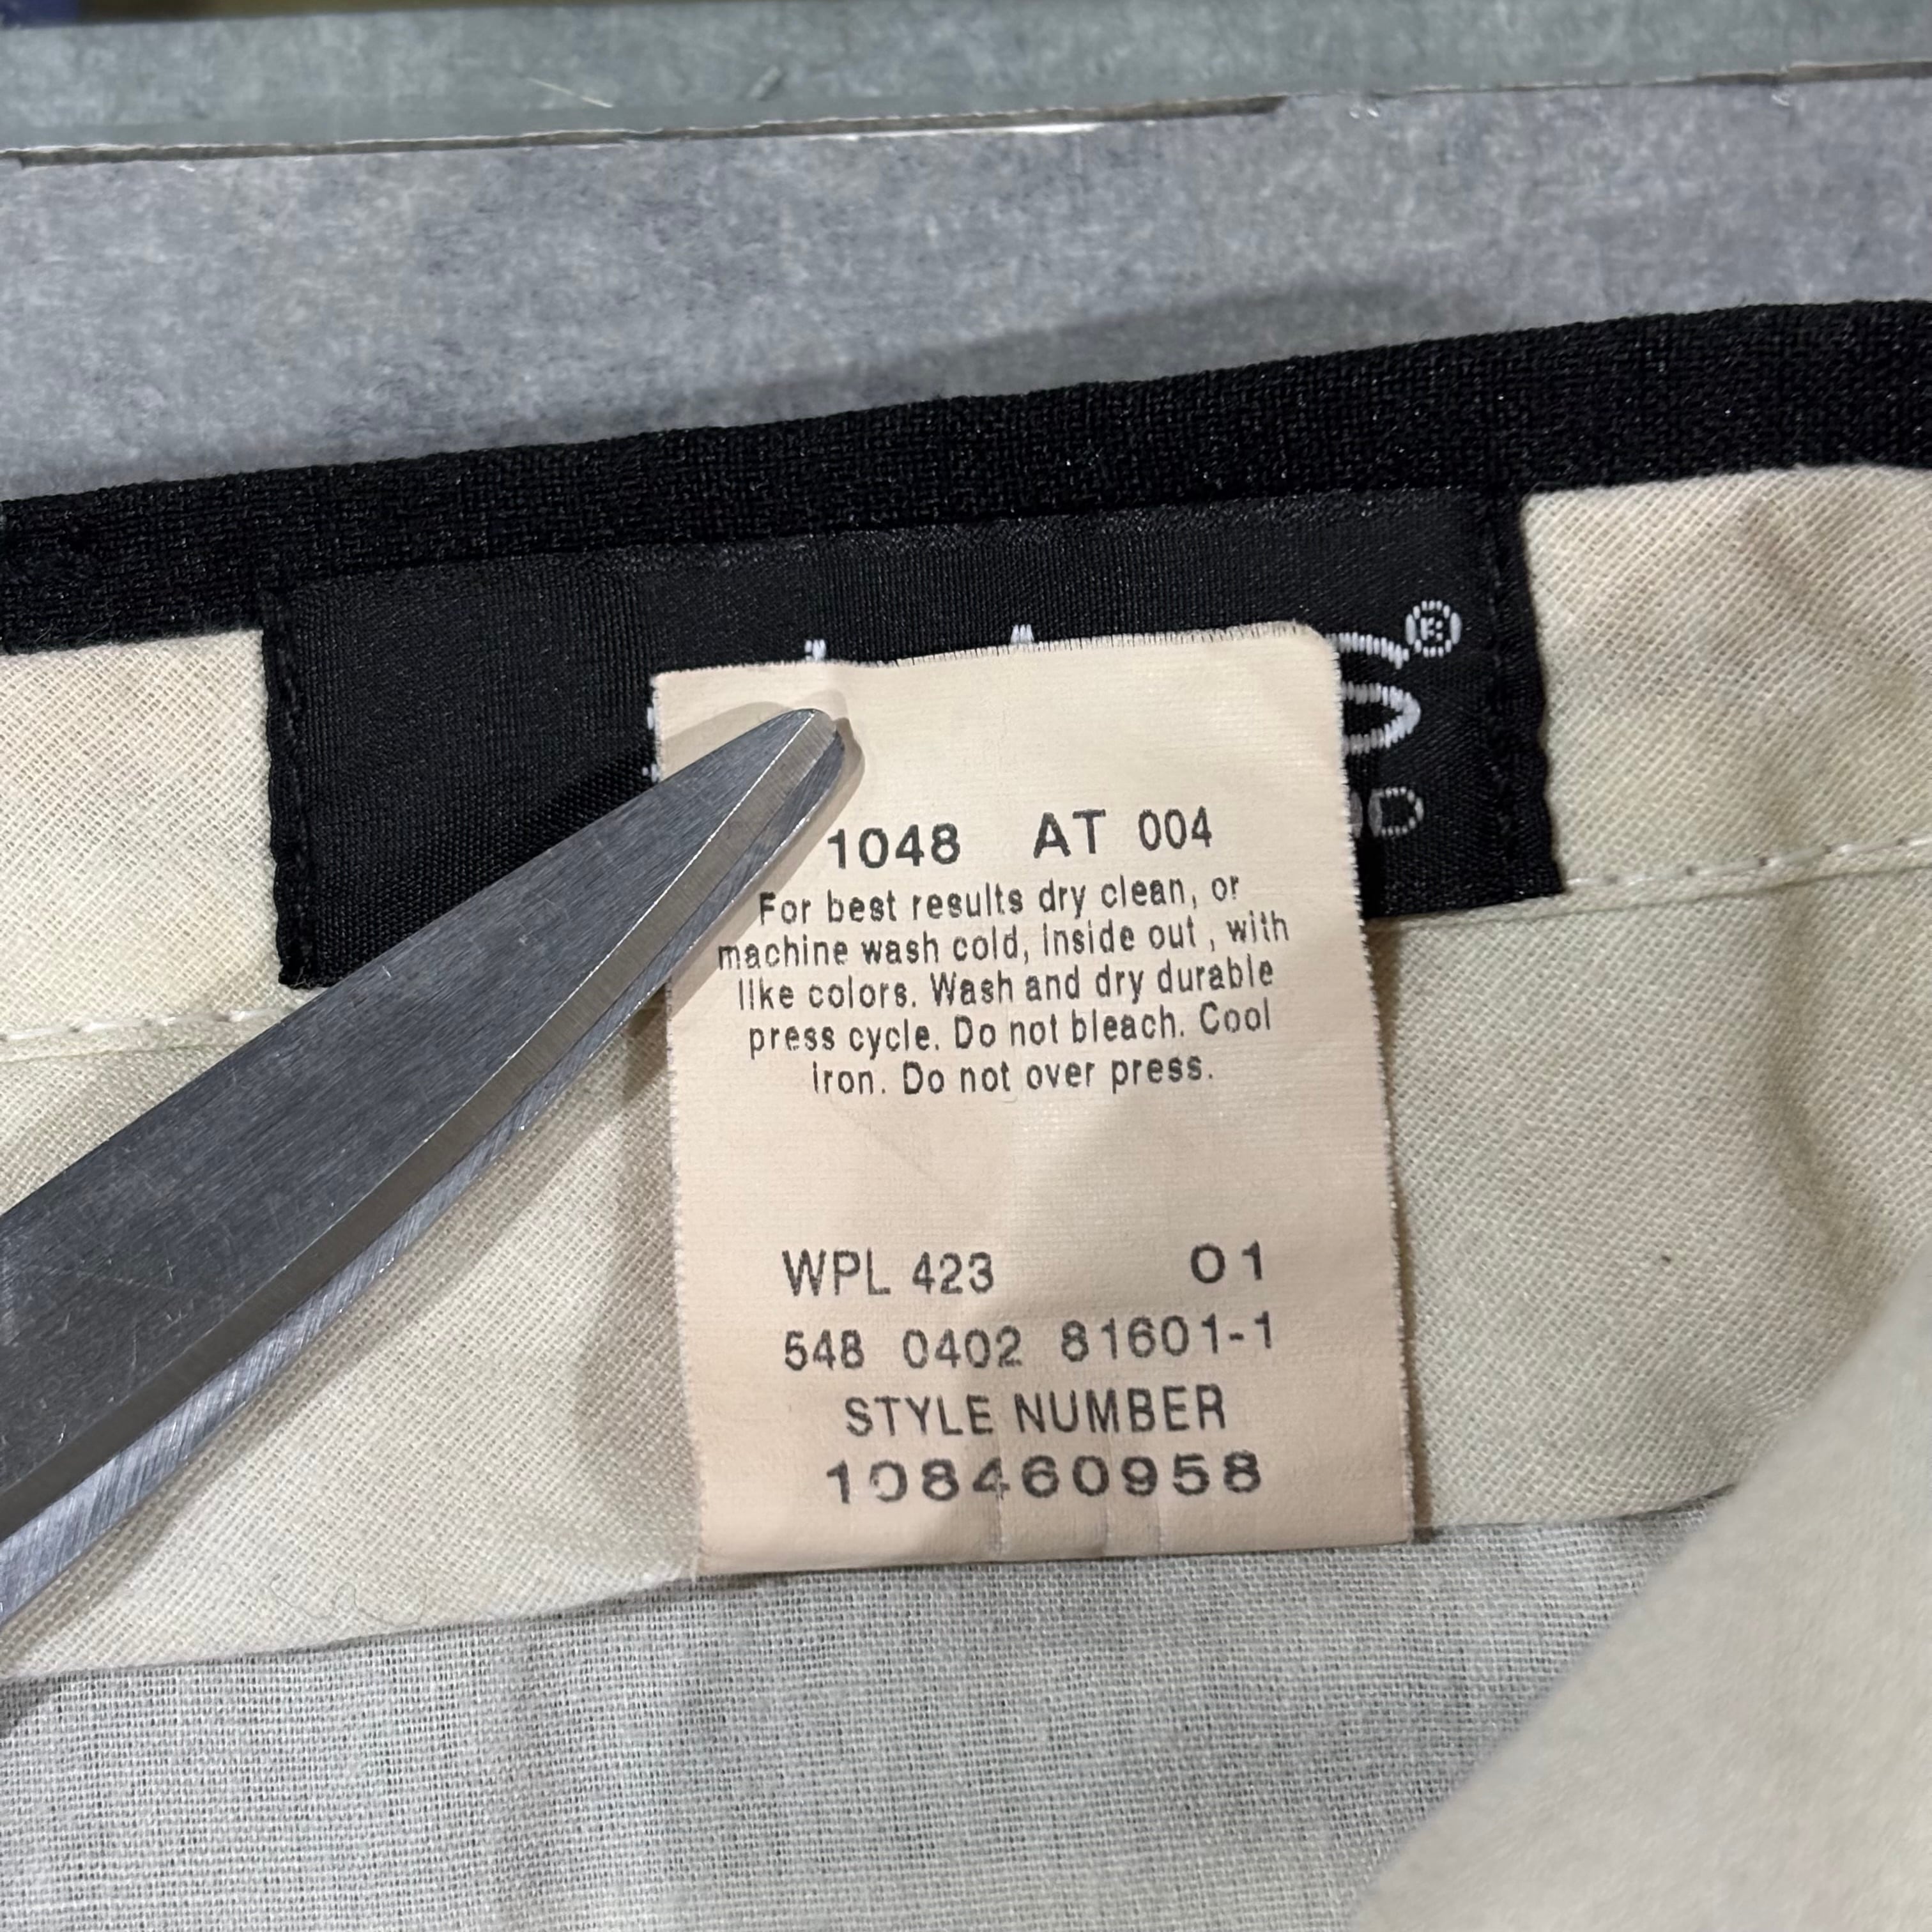 ®
1048 AT 004
For best results dry clean, or
machine wash cold, inside out , with
like colors. Wash and dry durable
press cycle. Do not bleach. Cool
iron. Do not over press.
WPL 423 01
548 0402 81601-1
STYLE NUMBER
108460958